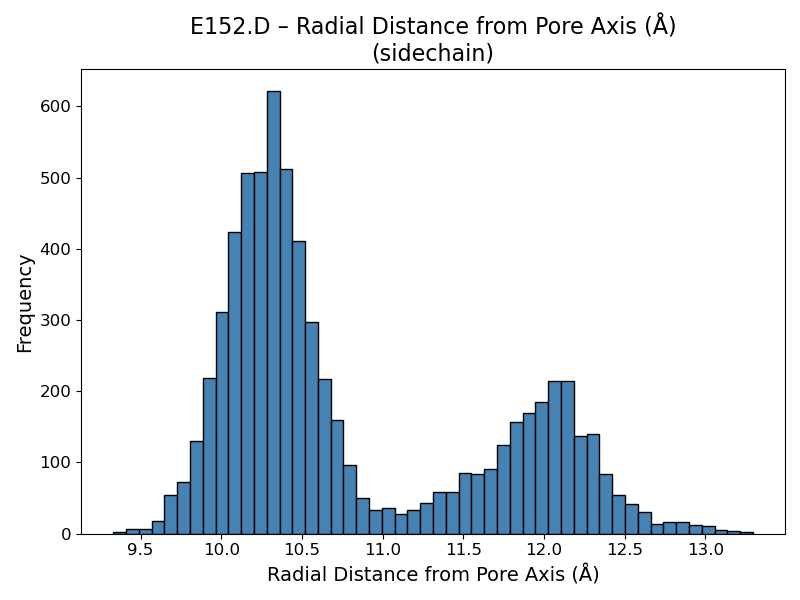 E152.D – Radial Distance from Pore Axis (Å)
(sidechain)
600
500
400
300
200
100
0
Frequency
9.5 10.0 10.5 11.0 11.5 12.0 12.5 13.0
Radial Distance from Pore Axis (Å)